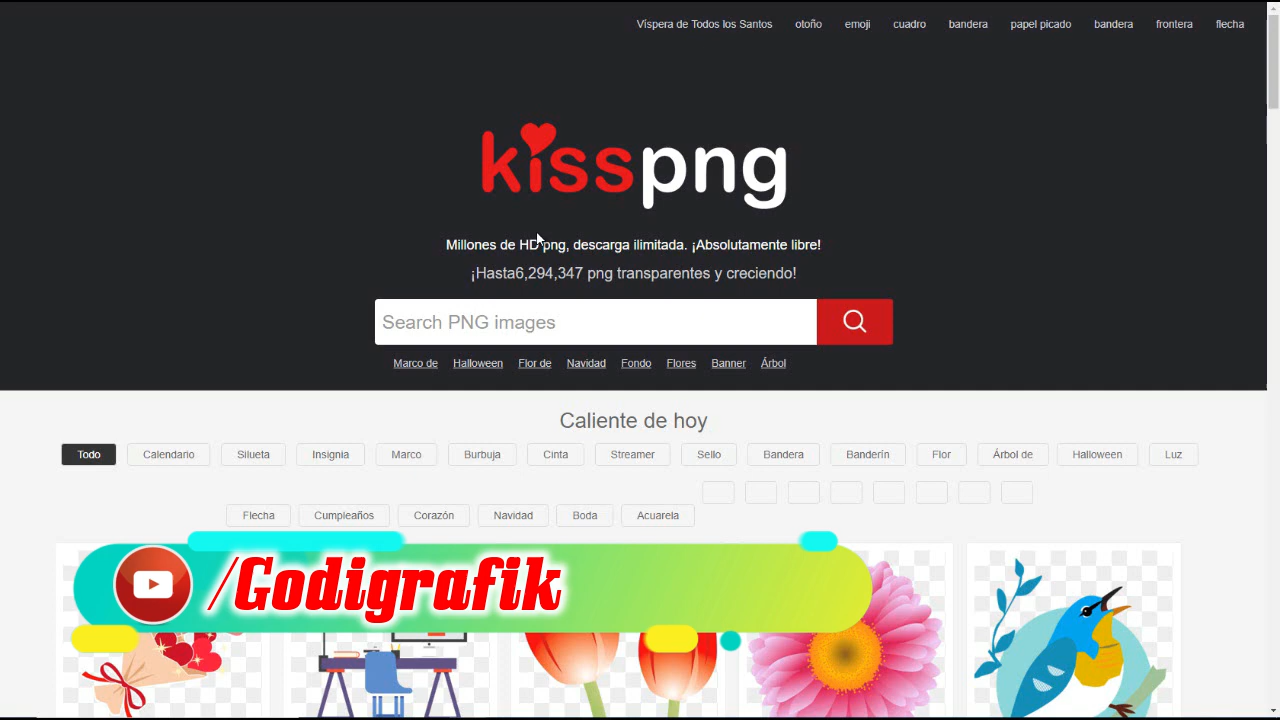 Víspera de Todos los Santos otoño emoji cuadro bandera papel picado bandera frontera flecha
kisspng
Millones de HD png, descarga ilimitada. ¡Absolutamente libre!
¡Hasta6,294,347 png transparentes y creciendo!
Search PNG images
Marco de Halloween Flor de Navidad Fondo Flores Banner Árbol
Caliente de hoy
Todo Calendario Silueta Insignia Marco Burbuja Cinta Streamer Sello Bandera Banderín Flor Árbol de Halloween Luz
Flecha Cumpleaños Corazón Navidad Boda Acuarela
/Godigrafik